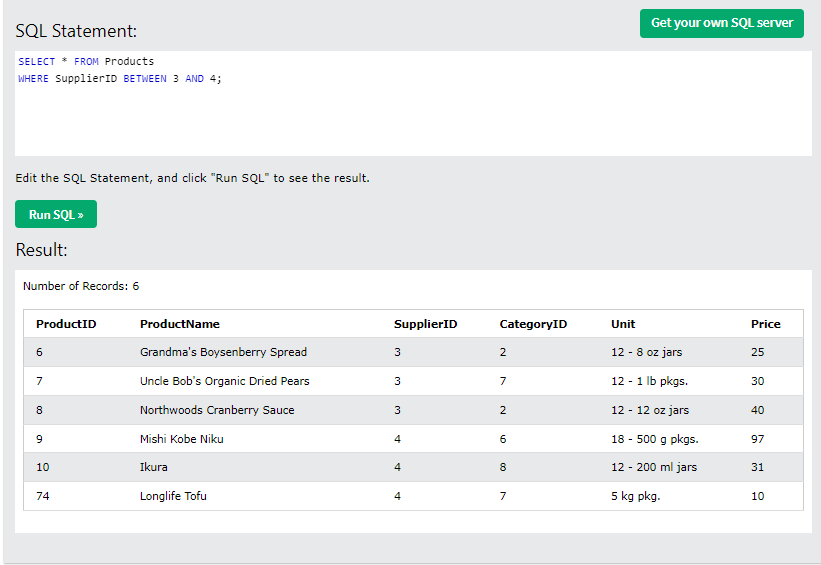 SQL Statement:
Get your own SQL server
SELECT * FROM Products
WHERE SupplierID BETWEEN 3 AND 4;
Edit the SQL Statement, and click "Run SQL" to see the result.
Run SQL »
Result:
Number of Records: 6
ProductID ProductName SupplierID CategoryID Unit Price
6 Grandma's Boysenberry Spread 3 2 12 - 8 oz jars 25
7 Uncle Bob's Organic Dried Pears 3 7 12 - 1 lb pkgs. 30
8 Northwoods Cranberry Sauce 3 2 12 - 12 oz jars 40
9 Mishi Kobe Niku 4 6 18 - 500 g pkgs. 97
10 Ikura 4 8 12 - 200 ml jars 31
74 Longlife Tofu 4 7 5 kg pkg. 10